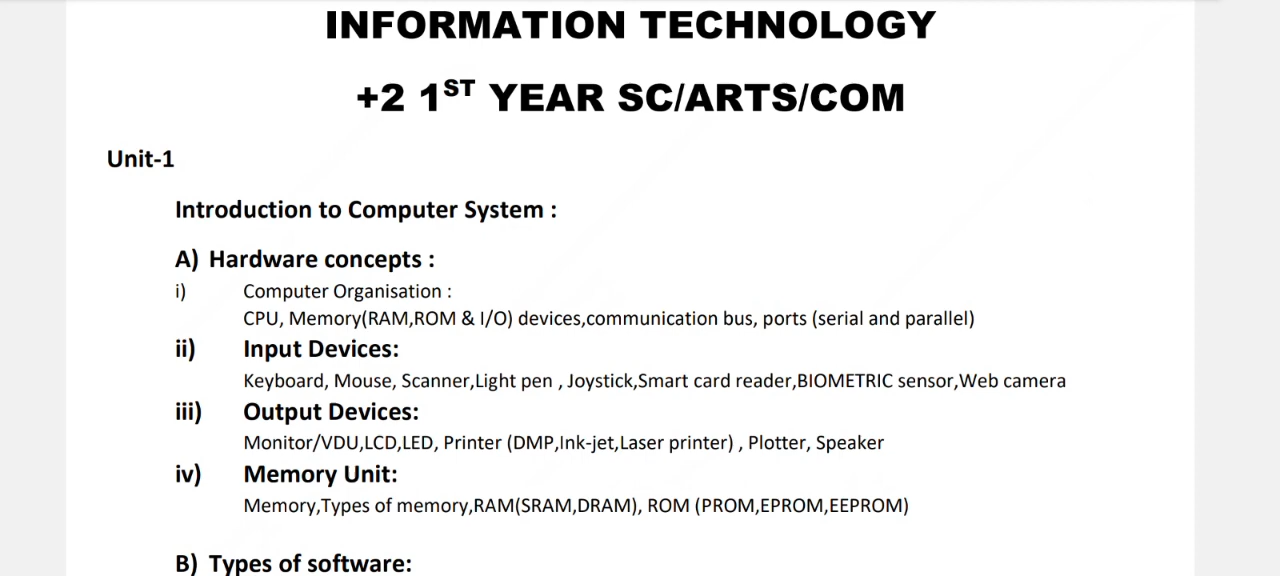 INFORMATION TECHNOLOGY
+2 1ST YEAR SC/ARTS/COM
Unit-1
Introduction to Computer System :
A) Hardware concepts :
i) Computer Organisation :
CPU, Memory(RAM,ROM & I/O) devices,communication bus, ports (serial and parallel)
ii) Input Devices:
Keyboard, Mouse, Scanner,Light pen , Joystick,Smart card reader,BIOMETRIC sensor,Web camera
iii) Output Devices:
Monitor/VDU,LCD,LED, Printer (DMP,Ink-jet,Laser printer) , Plotter, Speaker
iv) Memory Unit:
Memory,Types of memory,RAM(SRAM,DRAM), ROM (PROM,EPROM,EEPROM)
B) Types of software: